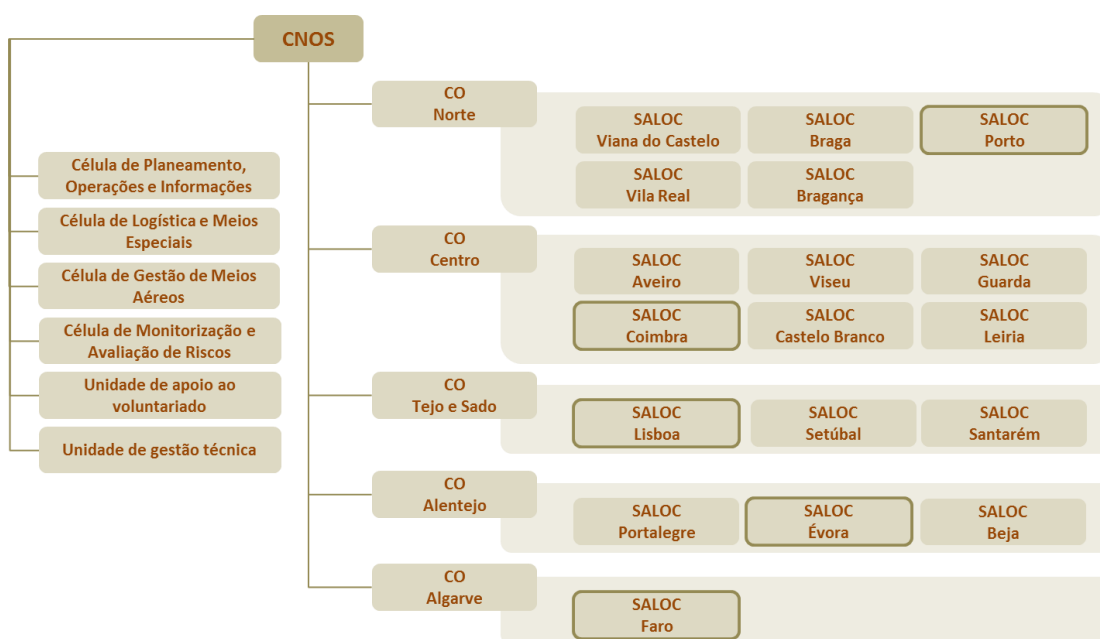 CNOS
Célula de Planeamento,
Operações e Informações
Célula de Logística e Meios
Especiais
Célula de Gestão de Meios
Aéreos
Célula de Monitorização e
Avaliação de Riscos
Unidade de apoio ao
voluntariado
Unidade de gestão técnica
CO
Norte
SALOC
Viana do Castelo
SALOC
Braga
SALOC
Porto
SALOC
Vila Real
SALOC
Bragança
CO
Centro
SALOC
Aveiro
SALOC
Viseu
SALOC
Guarda
SALOC
Coimbra
SALOC
Castelo Branco
SALOC
Leiria
CO
Tejo e Sado
SALOC
Lisboa
SALOC
Setúbal
SALOC
Santarém
CO
Alentejo
SALOC
Portalegre
SALOC
Évora
SALOC
Beja
CO
Algarve
SALOC
Faro